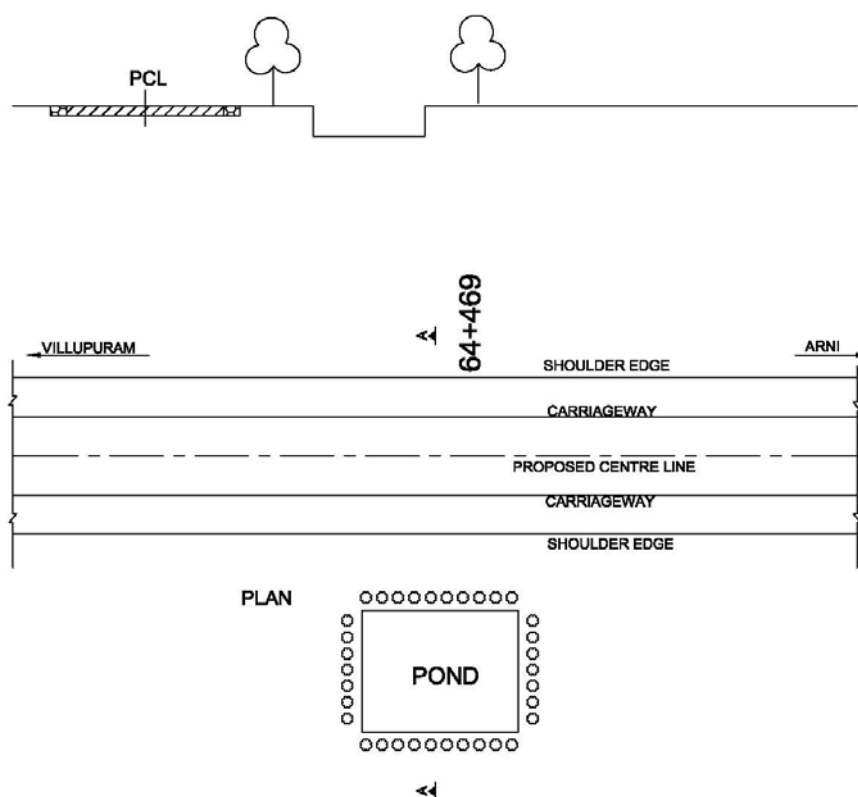 PCL
A
64+469
VILLUPURAM
ARNI
SHOULDER EDGE
CARRIAGEWAY
PROPOSED CENTRE LINE
CARRIAGEWAY
SHOULDER EDGE
PLAN
POND
A